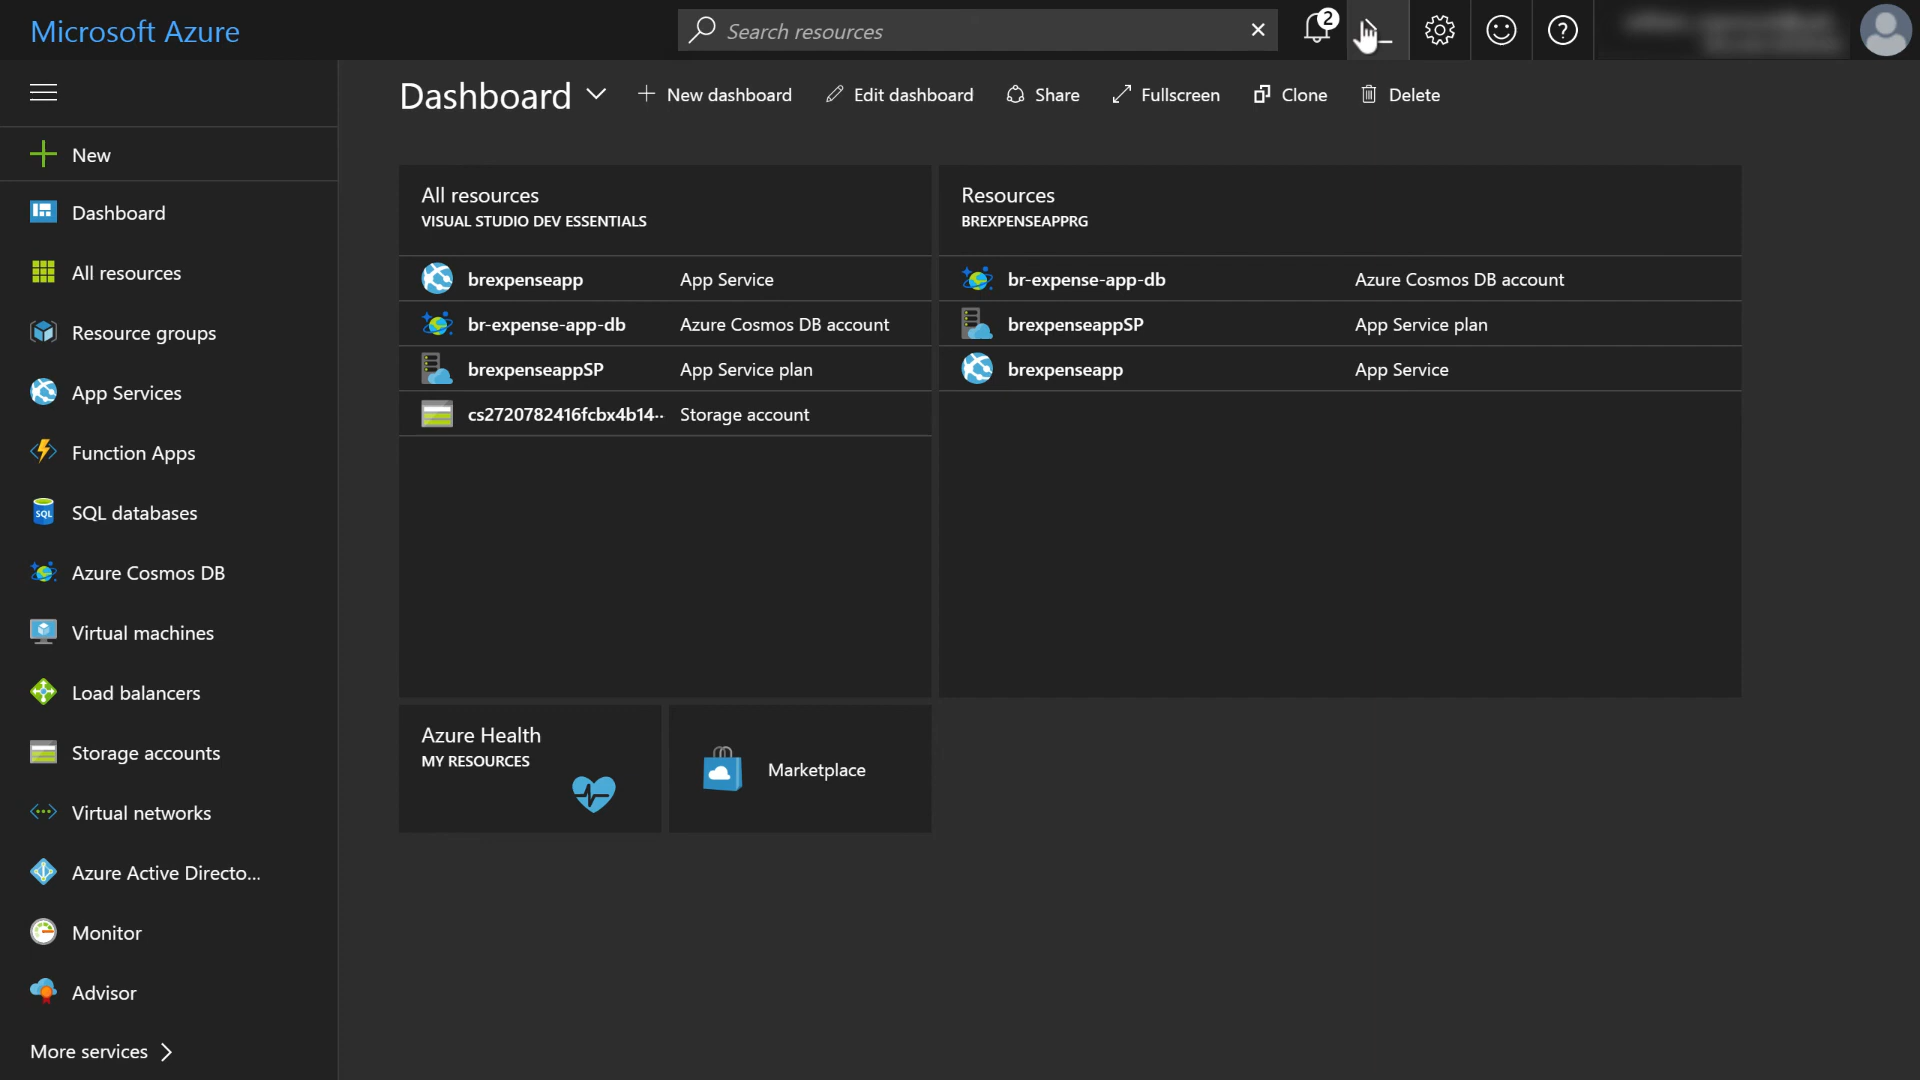 Microsoft Azure
Search resources
2
Dashboard
New dashboard
Edit dashboard
Share
Fullscreen
Clone
Delete
New
Dashboard
All resources
Resource groups
App Services
Function Apps
SQL databases
Azure Cosmos DB
Virtual machines
Load balancers
Storage accounts
Virtual networks
Azure Active Directo...
Monitor
Advisor
More services
All resources
VISUAL STUDIO DEV ESSENTIALS
brexpenseapp App Service
br-expense-app-db Azure Cosmos DB account
brexpenseappSP App Service plan
cs2720782416fcbx4b14... Storage account
Resources
BREXPENSEAPPRG
br-expense-app-db Azure Cosmos DB account
brexpenseappSP App Service plan
brexpenseapp App Service
Azure Health
MY RESOURCES
Marketplace